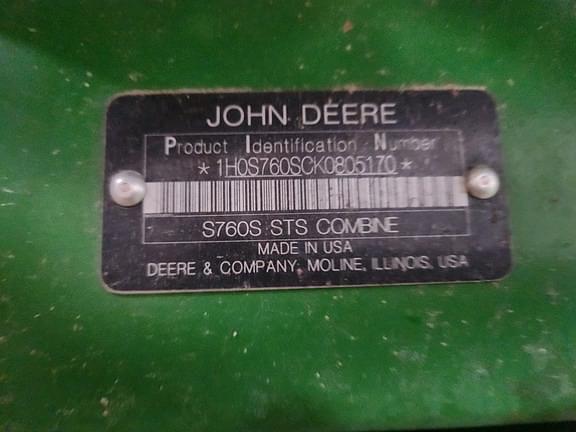 JOHN DEERE
Product Identification Number
*1H0S760SCK0805170*
S760S STS COMBINE
MADE IN USA
DEERE & COMPANY MOLINE, ILLINOIS USA